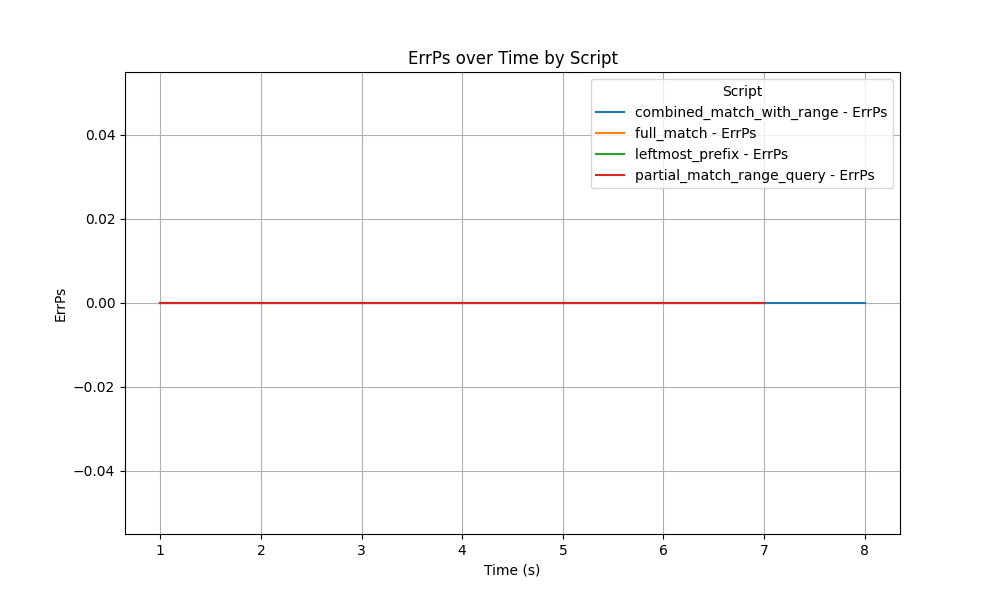 ErrPs over Time by Script
Script
combined_match_with_range - ErrPs
full_match - ErrPs
leftmost_prefix - ErrPs
partial_match_range_query - ErrPs
0.04
0.02
0.00
−0.02
−0.04
ErrPs
1 2 3 4 5 6 7 8
Time (s)